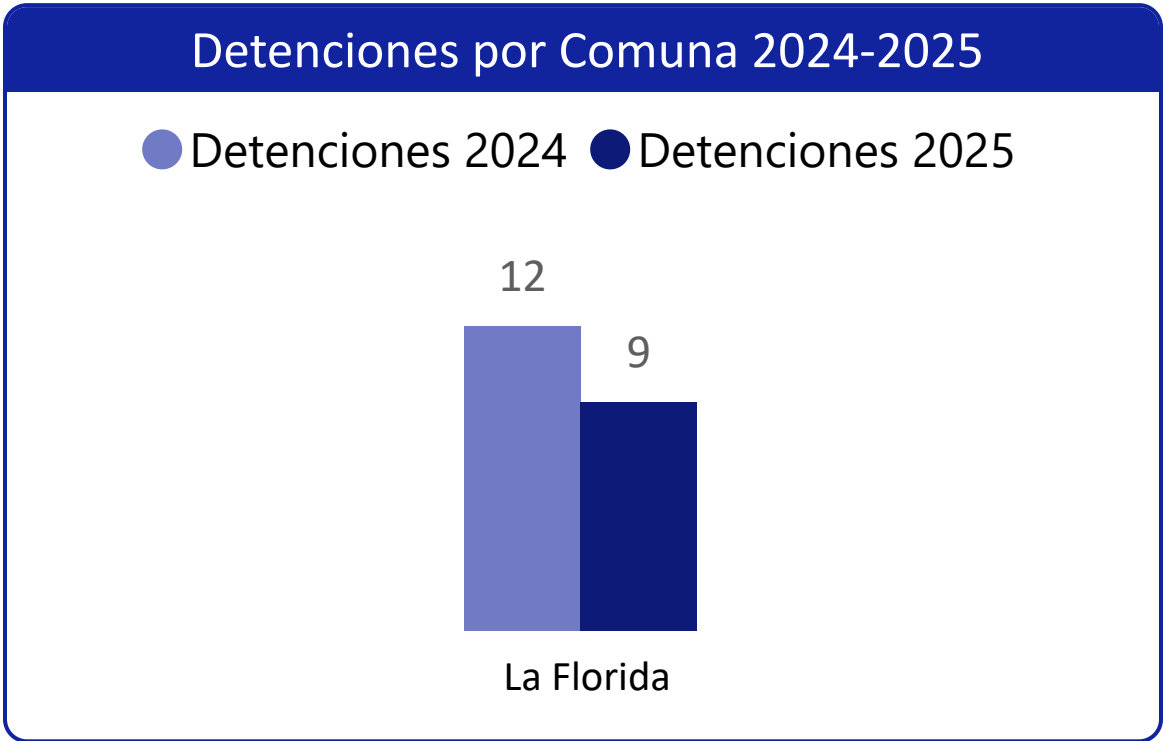 Detenciones por Comuna 2024-2025
Detenciones 2024 Detenciones 2025
12
9
La Florida